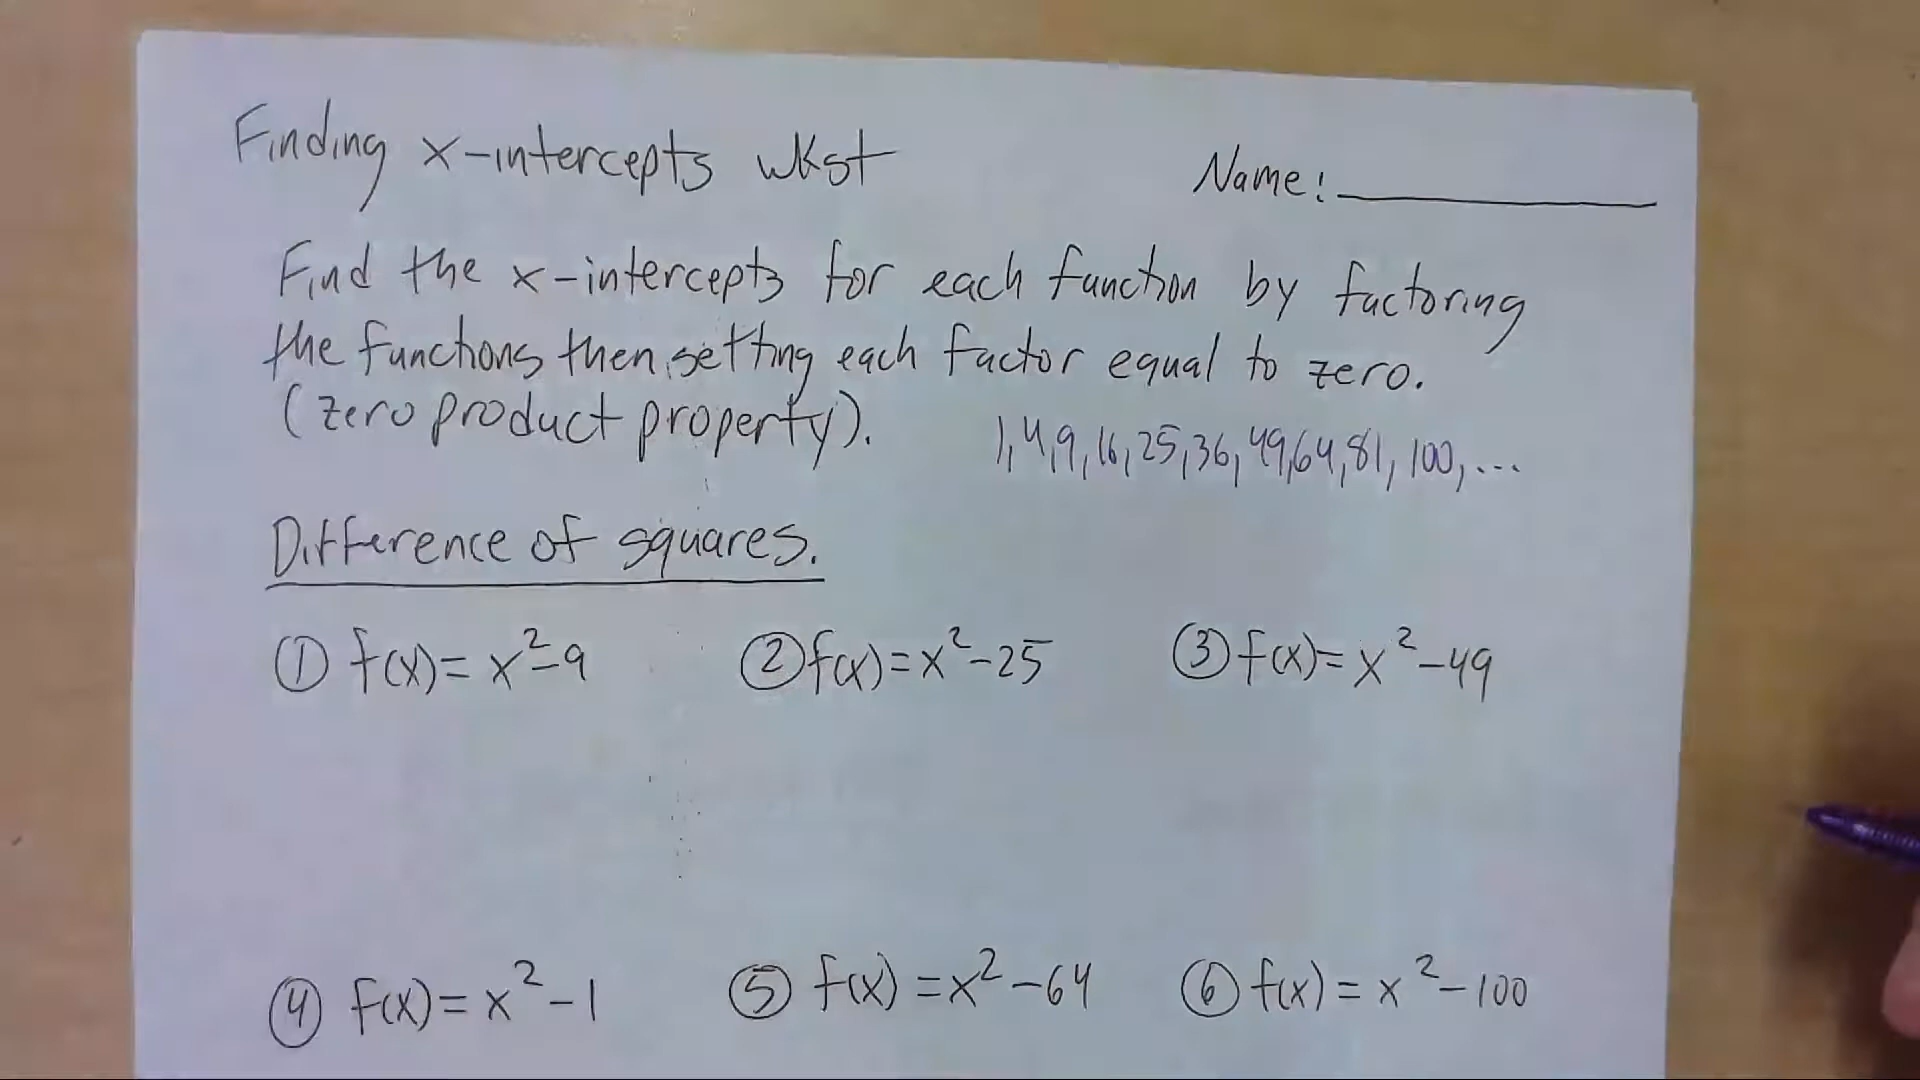 Finding x-intercepts wkst
Name: ____________
Find the x-intercepts for each function by factoring
the functions then setting each factor equal to zero.
(zero product property).
1,4,9,16,25,36,49,64,81,100,...
Difference of squares.
① f(x)= x²-9
② f(x)=x²-25
③ f(x)= x²-49
④ f(x)= x²-1
⑤ f(x) =x²-64
⑥ f(x)= x²-100